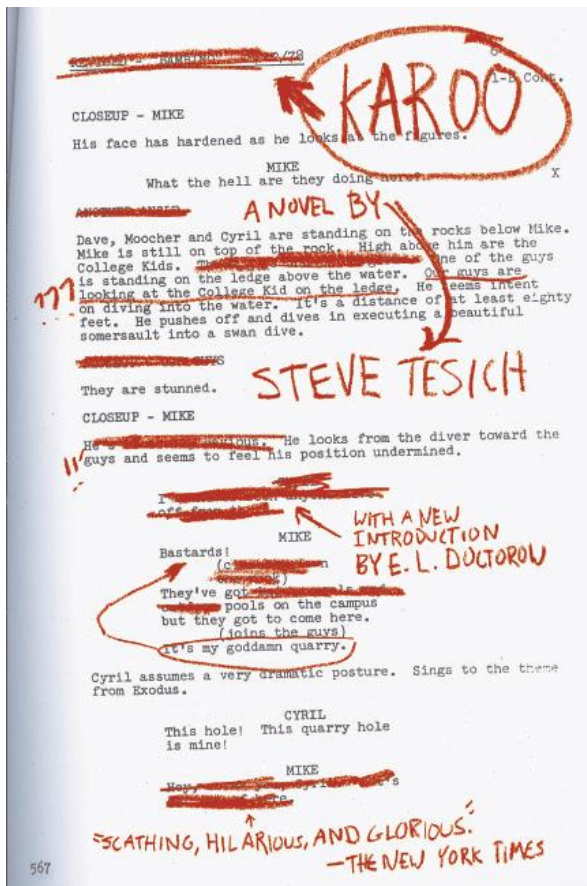 6
1-B Cont.
KAROO
CLOSEUP - MIKE
His face has hardened as he looks at the figures.
MIKE
What the hell are they doing here?
X
A NOVEL BY
Dave, Moocher and Cyril are standing on the rocks below Mike.
Mike is still on top of the rock. High above him are the
College Kids. One of the guys
is standing on the ledge above the water. Our guys are
???
looking at the College Kid on the ledge. He seems intent
on diving into the water. It's a distance of at least eighty
feet. He pushes off and dives in executing a beautiful
somersault into a swan dive.
STEVE TESICH
They are stunned.
CLOSEUP - MIKE
He looks from the diver toward the
!!
guys and seems to feel his position undermined.
WITH A NEW
INTRODUCTION
BY E. L. DOCTOROW
MIKE
Bastards!
They've got
pools on the campus
but they got to come here.
(joins the guys)
It's my goddamn quarry.
Cyril assumes a very dramatic posture. Sings to the theme
from Exodus.
CYRIL
This hole! This quarry hole
is mine!
MIKE
"SCATHING, HILARIOUS, AND GLORIOUS."
—THE NEW YORK TIMES
567